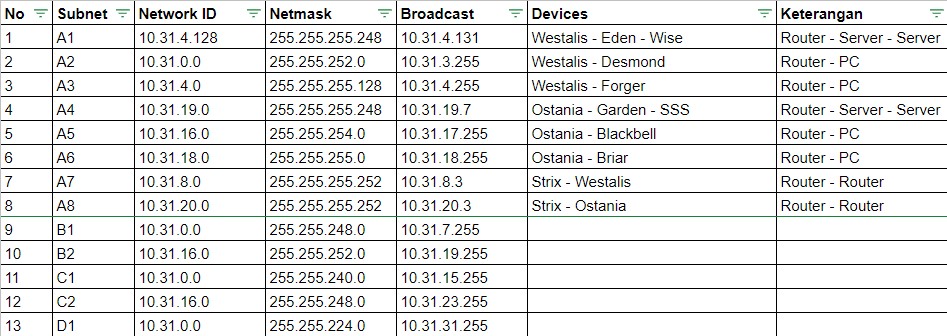 No Subnet Network ID Netmask Broadcast Devices Keterangan
1 A1 10.31.4.128 255.255.255.248 10.31.4.131 Westalis - Eden - Wise Router - Server - Server
2 A2 10.31.0.0 255.255.252.0 10.31.3.255 Westalis - Desmond Router - PC
3 A3 10.31.4.0 255.255.255.128 10.31.4.255 Westalis - Forger Router - PC
4 A4 10.31.19.0 255.255.255.248 10.31.19.7 Ostania - Garden - SSS Router - Server - Server
5 A5 10.31.16.0 255.255.254.0 10.31.17.255 Ostania - Blackbell Router - PC
6 A6 10.31.18.0 255.255.255.0 10.31.18.255 Ostania - Briar Router - PC
7 A7 10.31.8.0 255.255.255.252 10.31.8.3 Strix - Westalis Router - Router
8 A8 10.31.20.0 255.255.255.252 10.31.20.3 Strix - Ostania Router - Router
9 B1 10.31.0.0 255.255.248.0 10.31.7.255
10 B2 10.31.16.0 255.255.252.0 10.31.19.255
11 C1 10.31.0.0 255.255.240.0 10.31.15.255
12 C2 10.31.16.0 255.255.248.0 10.31.23.255
13 D1 10.31.0.0 255.255.224.0 10.31.31.255